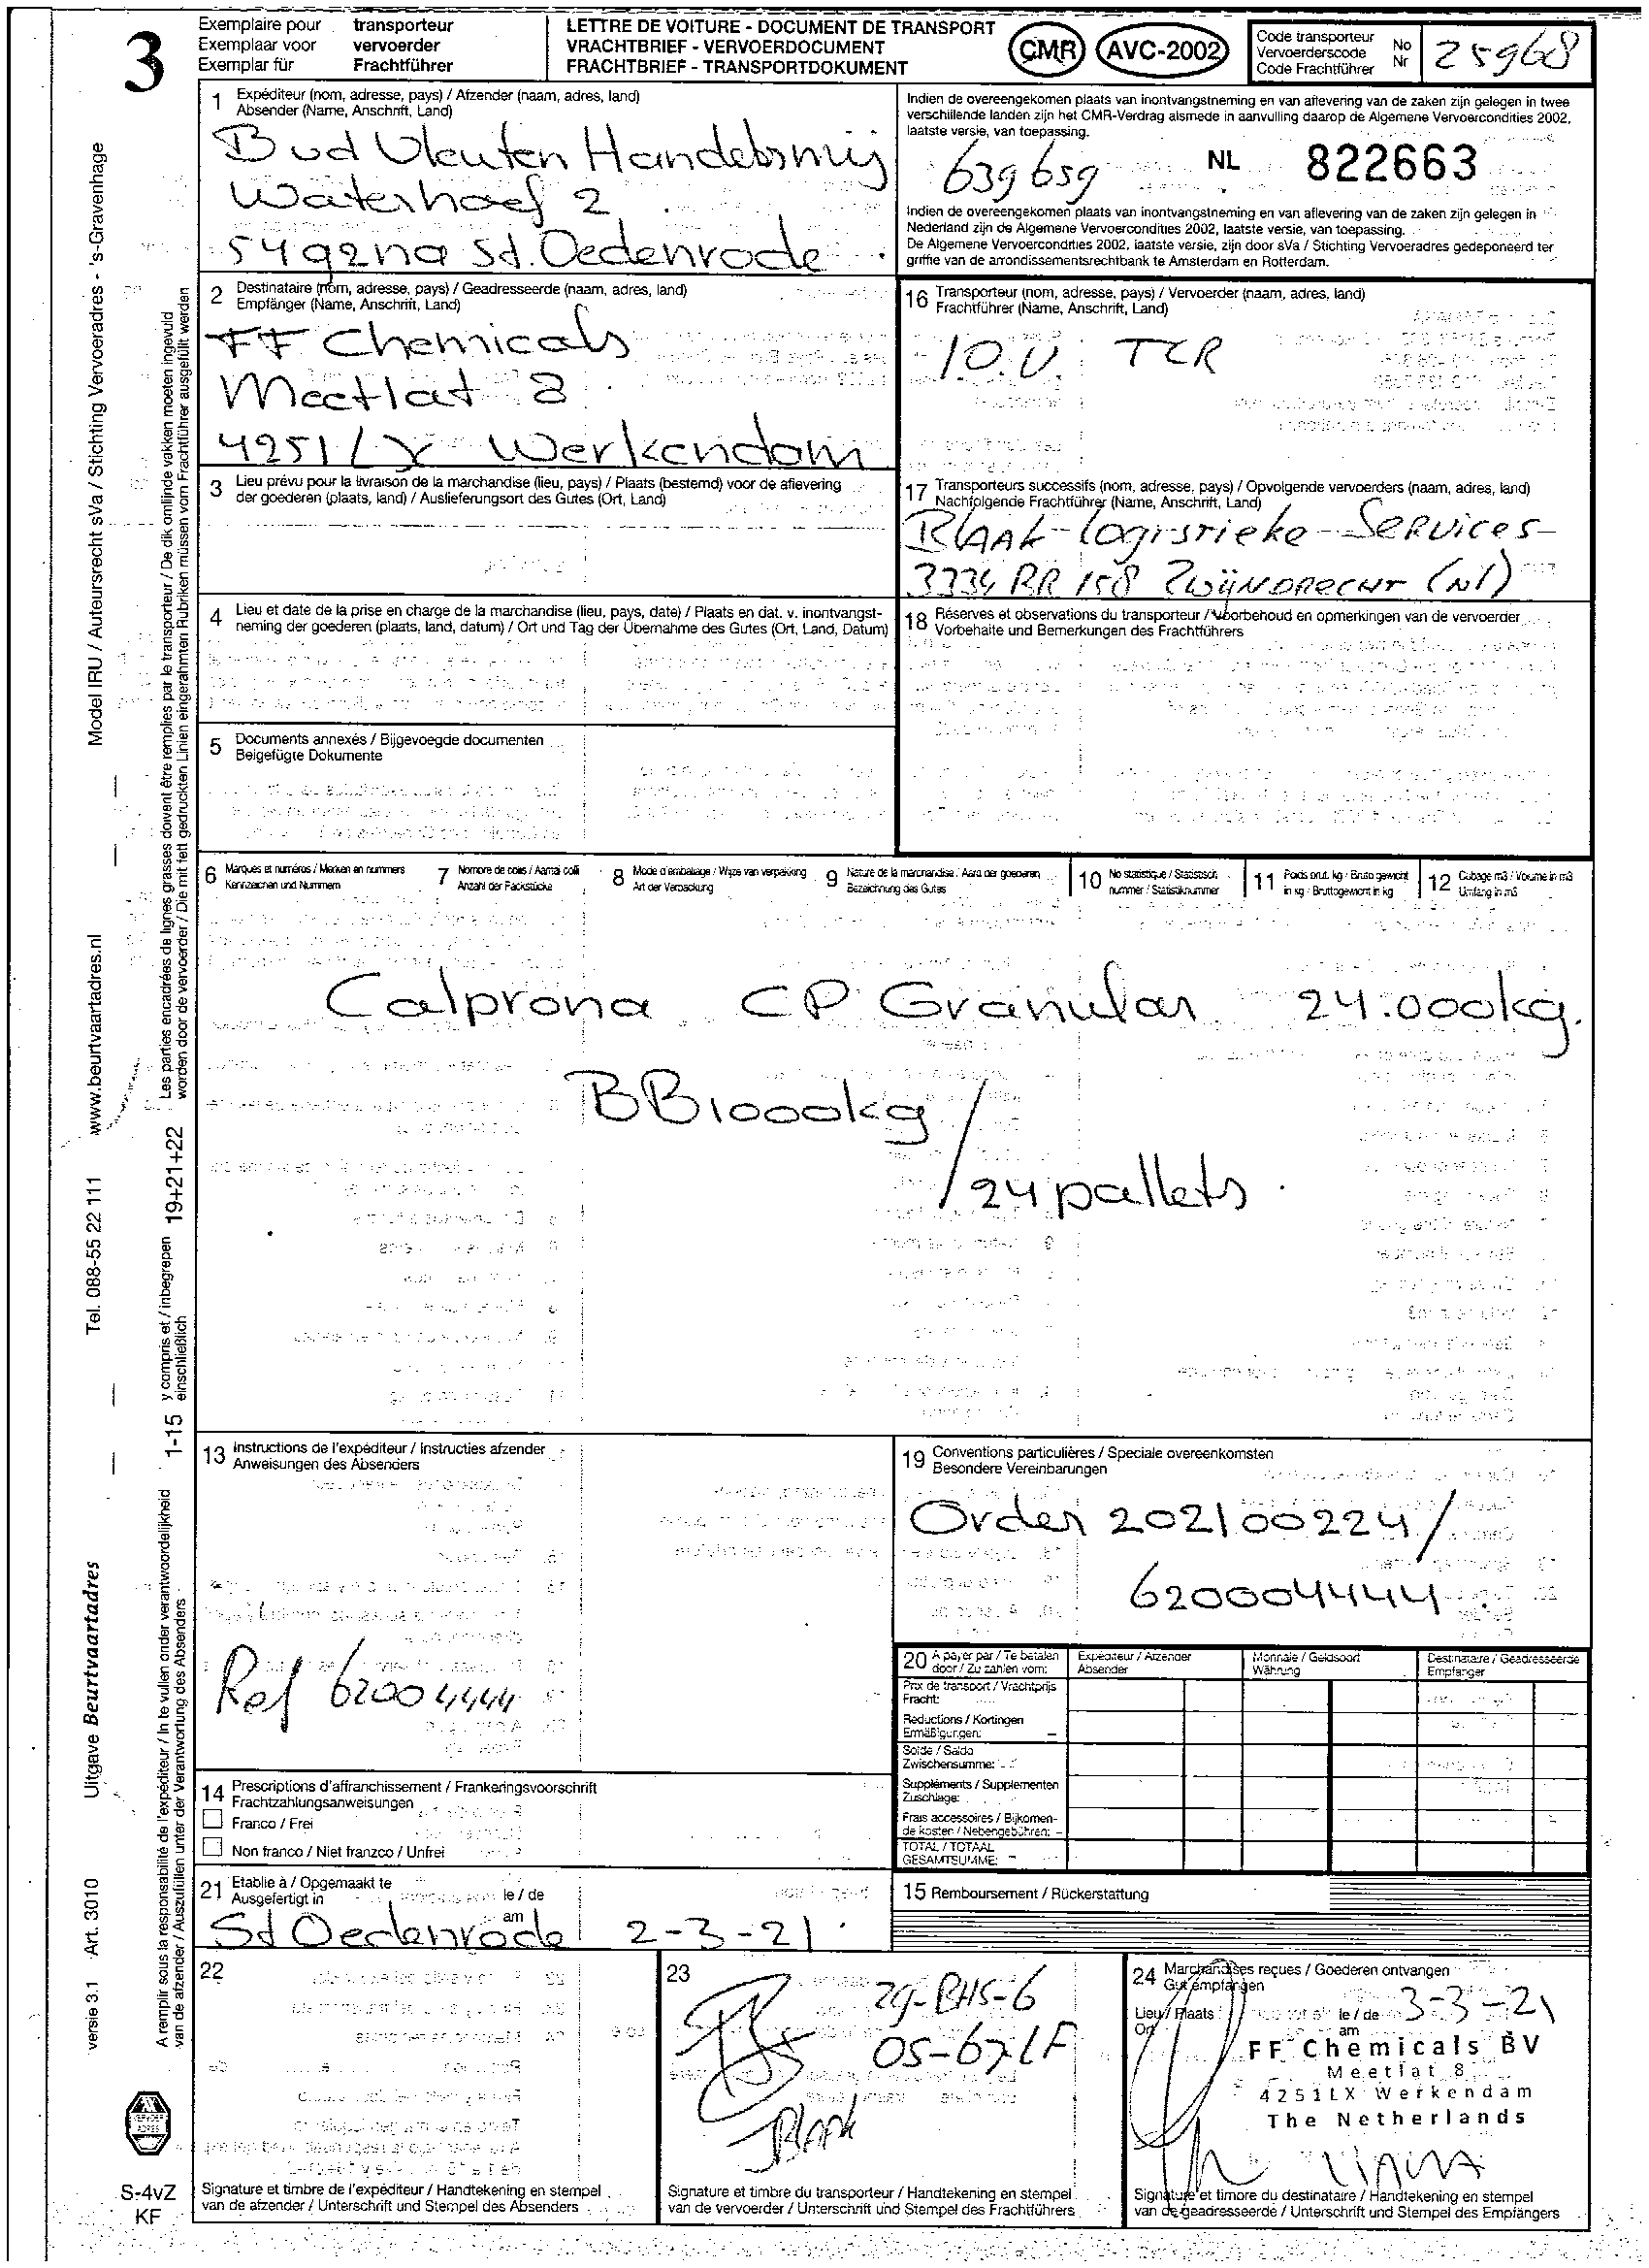 3
Exemplaire pour transporteur
Exemplaar voor vervoerder
Exemplar für Frachtführer
LETTRE DE VOITURE - DOCUMENT DE TRANSPORT
VRACHTBRIEF - VERVOERDOCUMENT
FRACHTBRIEF - TRANSPORTDOKUMENT
CMR AVC-2002
Code transporteur No
Vervoerderscode Nr
Code Frachtführer
25968
1 Expéditeur (nom, adresse, pays) / Afzender (naam, adres, land)
Absender (Name, Anschrift, Land)
Bud Vleuten Handelsmij
Waterhoef 2
5492na St. Oedenrode
Indien de overeengekomen plaats van inontvangstneming en van aflevering van de zaken zijn gelegen in twee
verschillende landen zijn het CMR-Verdrag alsmede in aanvulling daarop de Algemene Vervoercondities 2002,
laatste versie, van toepassing.
639659 NL 822663
Indien de overeengekomen plaats van inontvangstneming en van aflevering van de zaken zijn gelegen in
Nederland zijn de Algemene Vervoercondities 2002, laatste versie, van toepassing.
De Algemene Vervoercondities 2002, laatste versie, zijn door sVa / Stichting Vervoeradres gedeponeerd ter
griffie van de arrondissementsrechtbank te Amsterdam en Rotterdam.
2 Destinataire (nom, adresse, pays) / Geadresseerde (naam, adres, land)
Empfänger (Name, Anschrift, Land)
FF Chemicals
Meetlat 8
4251LX Werkendam
16 Transporteur (nom, adresse, pays) / Vervoerder (naam, adres, land)
Frachtführer (Name, Anschrift, Land)
I.O.V. TCR
3 Lieu prévu pour la livraison de la marchandise (lieu, pays) / Plaats (bestemd) voor de aflevering
der goederen (plaats, land) / Auslieferungsort des Gutes (Ort, Land)
17 Transporteurs successifs (nom, adresse, pays) / Opvolgende vervoerders (naam, adres, land)
Nachfolgende Frachtführer (Name, Anschrift, Land)
Blaak-logistieke-Services-
3334 BR 158 Zwijndrecht (Nl)
4 Lieu et date de la prise en charge de la marchandise (lieu, pays, date) / Plaats en dat. v. inontvangst-
neming der goederen (plaats, land, datum) / Ort und Tag der Übernahme des Gutes (Ort, Land, Datum)
18 Réserves et observations du transporteur / Voorbehoud en opmerkingen van de vervoerder
Vorbehalte und Bemerkungen des Frachtführers
5 Documents annexés / Bijgevoegde documenten
Beigefügte Dokumente
6 Marques et numéros / Merken en nummers
Kennzeichen und Nummern
7 Nombre de colis / Aantal colli
Anzahl der Packstücke
8 Mode d'emballage / Wijze van verpakking
Art der Verpackung
9 Nature de la marchandise / Aard der goederen
Bezeichnung des Gutes
10 No statistique / Statistisch
nummer / Statistiknummer
11 Poids brut, kg / Bruto gewicht
in kg / Bruttogewicht in kg
12 Cubage m3 / Volume in m3
Umfang in m3
Calprona CP Granular 24.000kg.
BB1000kg /
24 pallets.
13 Instructions de l'expéditeur / Instructies afzender
Anweisungen des Absenders
Ref 62004444
19 Conventions particulières / Speciale overeenkomsten
Besondere Vereinbarungen
Order 202100224 /
620004444
14 Prescriptions d'affranchissement / Frankeringsvoorschrift
Frachtzahlungsanweisungen
Franco / Frei
Non franco / Niet franzco / Unfrei
20 A payer par / Te betalen
door / Zu zahlen vom:
Expéditeur / Afzender
Absender
Monnaie / Geldsoort
Währung
Destinataire / Geadresseerde
Empfänger
Prix de transport / Vrachtprijs
Fracht:
Reductions / Kortingen
Ermäßigungen: -
Solde / Saldo
Zwischensumme:
Suppléments / Supplementen
Zuschläge:
Frais accessoires / Bijkomen-
de kosten / Nebengebühren: -
TOTAL / TOTAAL
GESAMTSUMME:
21 Etablie à / Opgemaakt te
Ausgefertigt in
le / de
am
St Oedenrode 2-3-21
15 Remboursement / Rückerstattung
22
Signature et timbre de l'expéditeur / Handtekening en stempel
van de afzender / Unterschrift und Stempel des Absenders
23
29-BHS-6
OS-67-LF
Blaak
Signature et timbre du transporteur / Handtekening en stempel
van de vervoerder / Unterschrift und Stempel des Frachtführers
24 Marchandises reçues / Goederen ontvangen
Gut empfangen
Lieu / Plaats
Ort
le / de
am
3-3-21
FF Chemicals BV
Meetlat 8
4251LX Werkendam
The Netherlands
Signature et timbre du destinataire / Handtekening en stempel
van de geadresseerde / Unterschrift und Stempel des Empfängers
Model IRU / Auteursrecht sVa / Stichting Vervoeradres - 's-Gravenhage
www.beurtvaartadres.nl
Tel. 088-55 22 111
Uitgave Beurtvaartadres
Art. 3010
versie 3.1
Les parties encadrées de lignes grasses doivent être remplies par le transporteur / De dik omlijnde vakken moeten ingevuld
worden door de vervoerder / Die mit fett gedruckten Linien eingerahmten Rubriken müssen vom Frachtführer ausgefüllt werden
19+21+22
y compris et / inbegrepen
einschließlich
1-15
A remplir sous la responsabilité de l'expéditeur / In te vullen onder verantwoordelijkheid
van de afzender / Auszufüllen unter der Verantwortung des Absenders
S-4vZ
KF